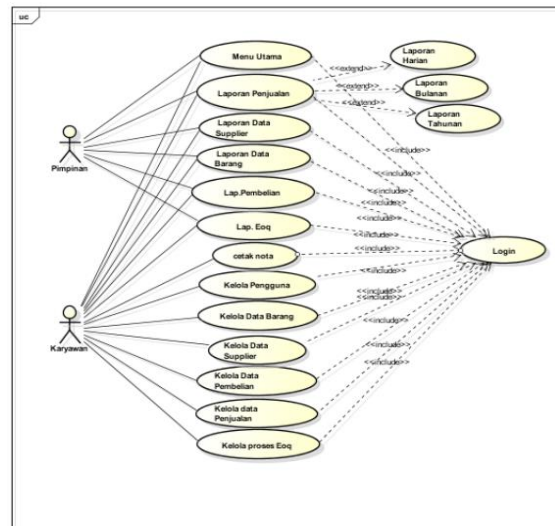 uc
Menu Utama
Laporan Penjualan
Laporan Data
Supplier
Laporan Data
Barang
Lap.Pembelian
Lap. Eoq
cetak nota
Kelola Pengguna
Kelola Data Barang
Kelola Data
Supplier
Kelola Data
Pembelian
Kelola data
Penjualan
Kelola proses Eoq
Pimpinan
Karyawan
<<extend>>
<<extend>>
<<extend>>
Laporan
Harian
Laporan
Bulanan
Laporan
Tahunan
<<include>>
<<include>>
<<include>>
<<include>>
<<include>>
<<include>>
<<include>>
<<include>>
<<include>>
<<include>>
<<include>>
<<include>>
Login